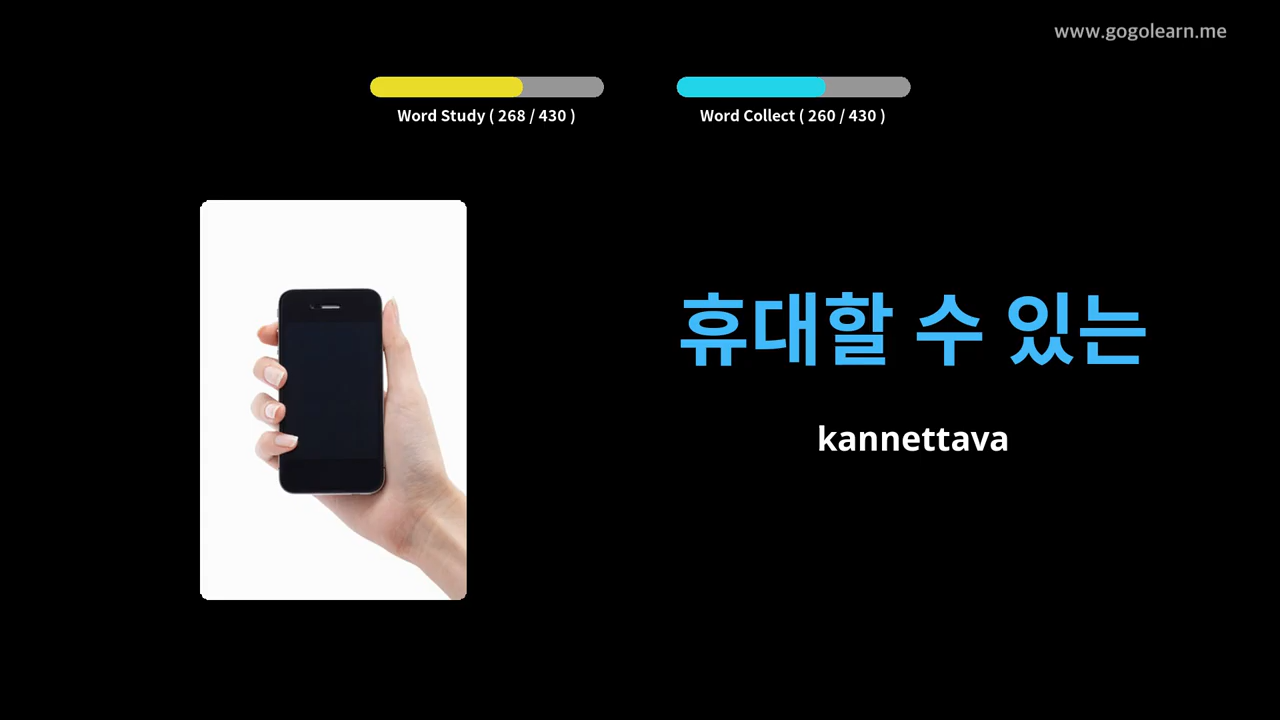 www.gogolearn.me
Word Study ( 268 / 430 )
Word Collect ( 260 / 430 )
휴대할 수 있는
kannettava